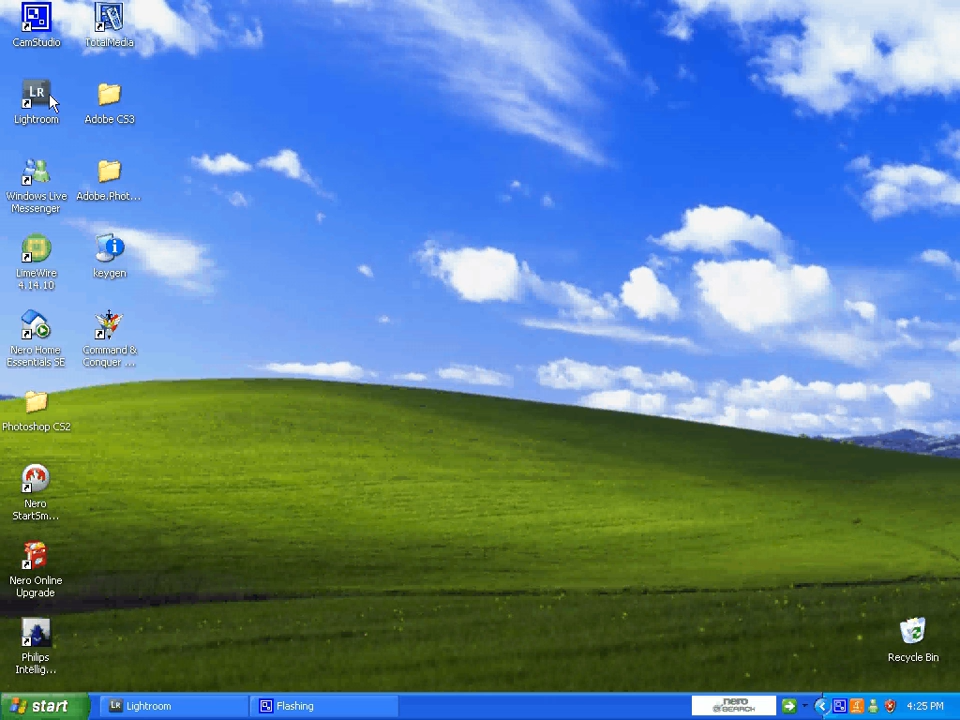 CamStudio
TotalMedia
LR
Lightroom
Adobe CS3
Windows Live
Messenger
Adobe.Phot...
LimeWire
4.14.10
keygen
Nero Home
Essentials SE
Command &
Conquer ...
Photoshop CS2
Nero
StartSm...
Nero Online
Upgrade
Philips
Intellig...
Recycle Bin
start
LR Lightroom
Flashing
nero
SEARCH
4:25 PM